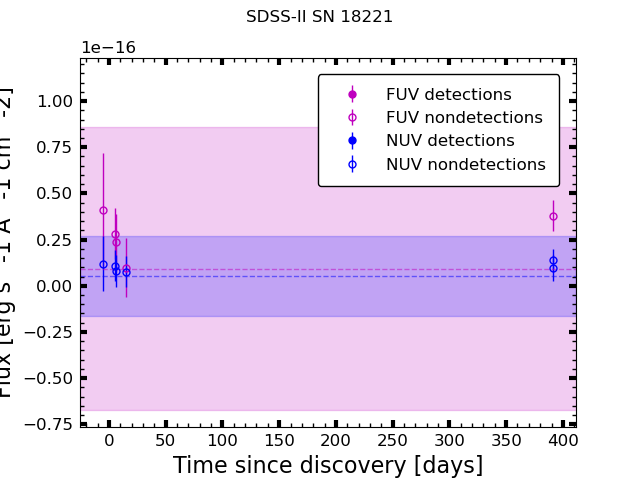 SDSS-II SN 18221
1e−16
FUV detections
FUV nondetections
NUV detections
NUV nondetections
1.00
0.75
0.50
0.25
0.00
−0.25
−0.50
−0.75
Flux [erg s -1 A -1 cm -2]
0 50 100 150 200 250 300 350 400
Time since discovery [days]